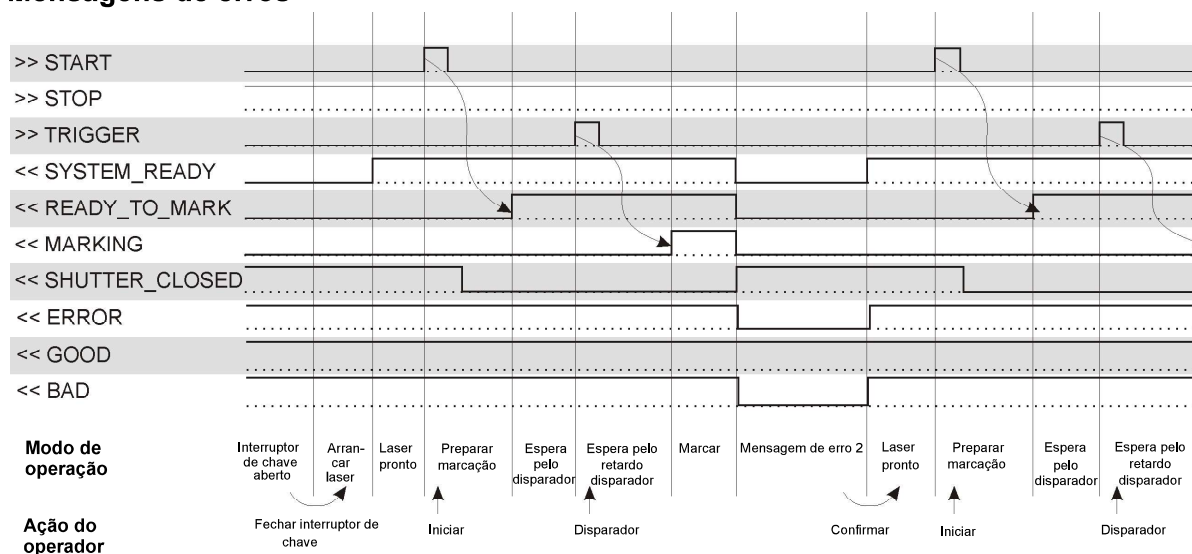 Mensagens de erros
>> START
>> STOP
>> TRIGGER
<< SYSTEM_READY
<< READY_TO_MARK
<< MARKING
<< SHUTTER_CLOSED
<< ERROR
<< GOOD
<< BAD
Modo de
operação
Interruptor
de chave
aberto
Arran-
car
laser
Laser
pronto
Preparar
marcação
Espera
pelo
disparador
Espera pelo
retardo
disparador
Marcar
Mensagem de erro 2
Laser
pronto
Preparar
marcação
Espera
pelo
disparador
Espera pelo
retardo
disparador
Ação do
operador
Fechar interruptor de
chave
Iniciar
Disparador
Confirmar
Iniciar
Disparador